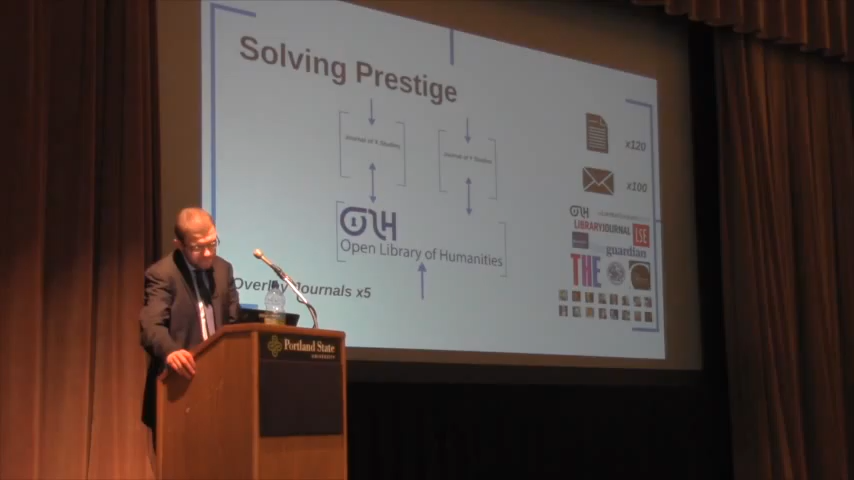 Solving Prestige
Journal of X Studies
Journal of Y Studies
x120
x100
OLH
Open Library of Humanities
OLH
LIBRARY JOURNAL
LSE
guardian
THE
Overlay Journals x5
Portland State
UNIVERSITY